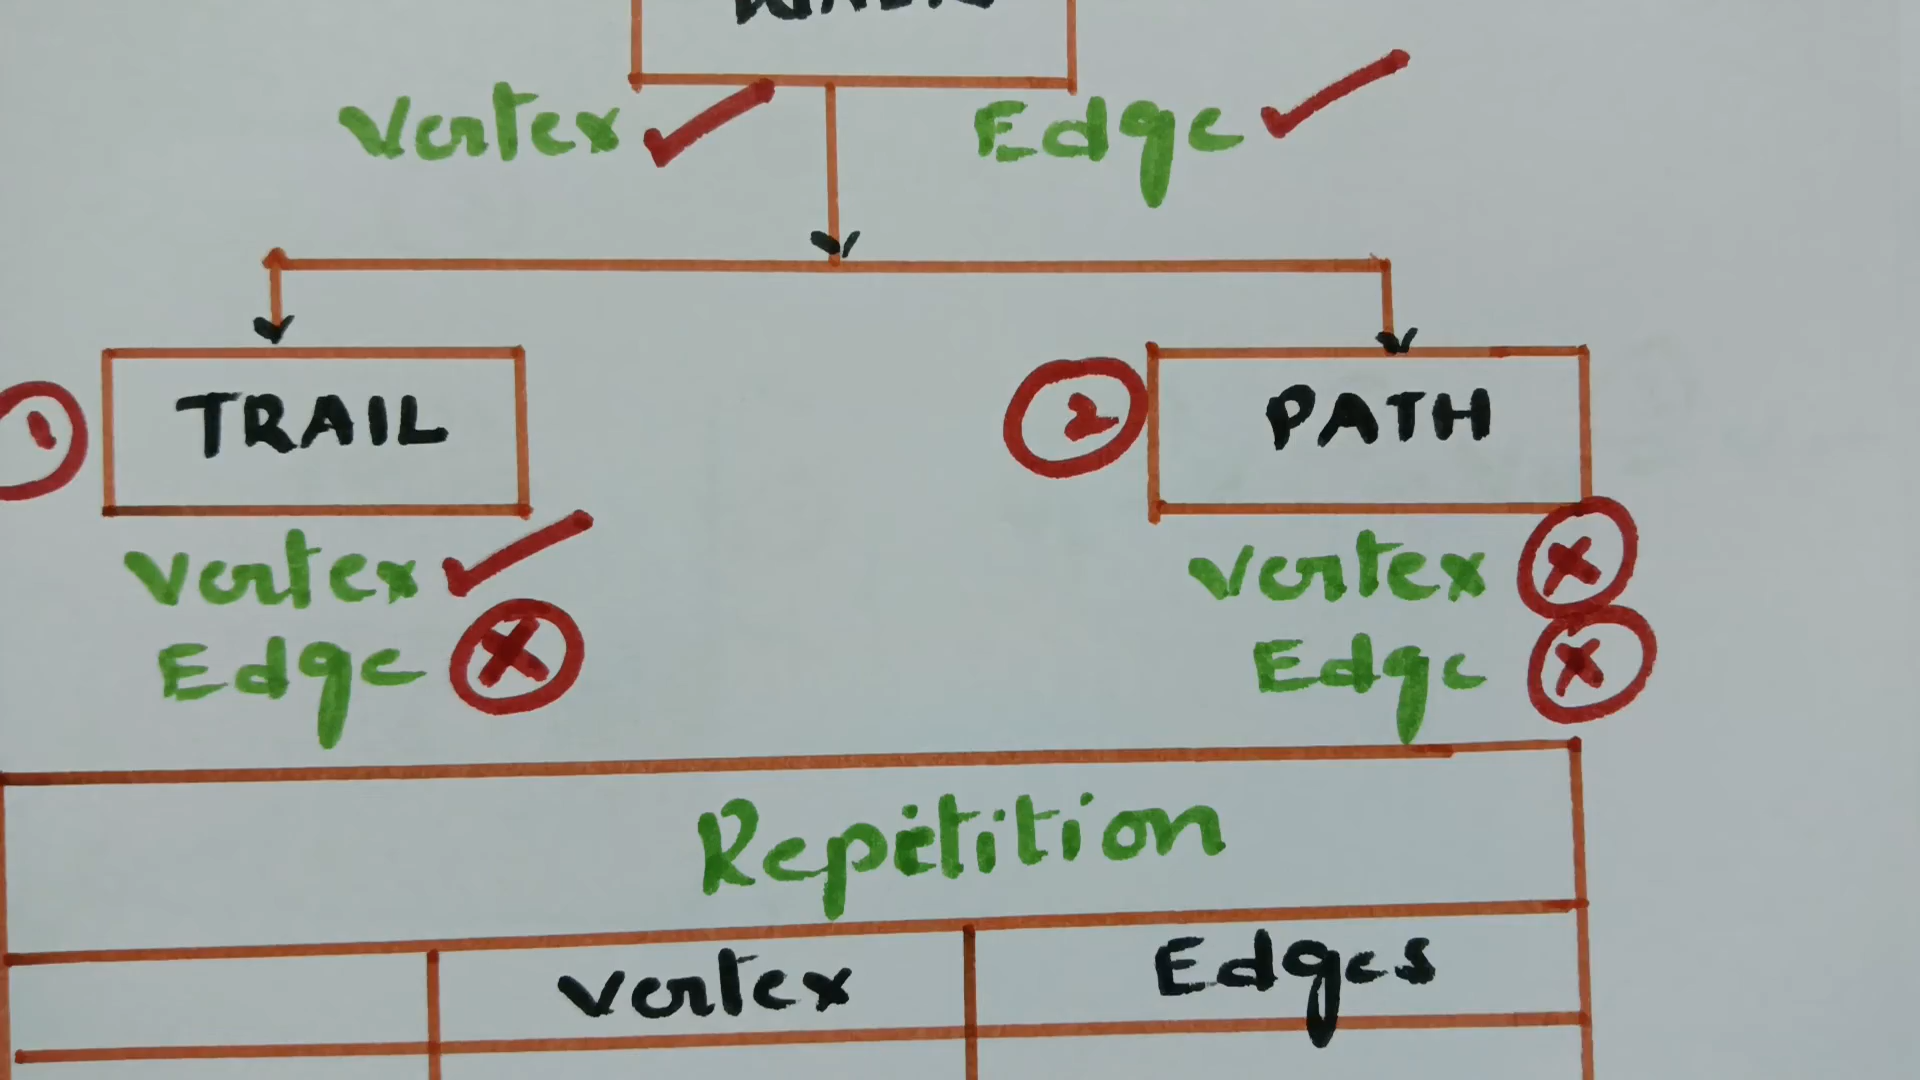 Vertex ✓ Edge ✓
1 TRAIL 2 PATH
Vertex ✓ Vertex ✗
Edge ✗ Edge ✗
Repetition
Vertex Edges